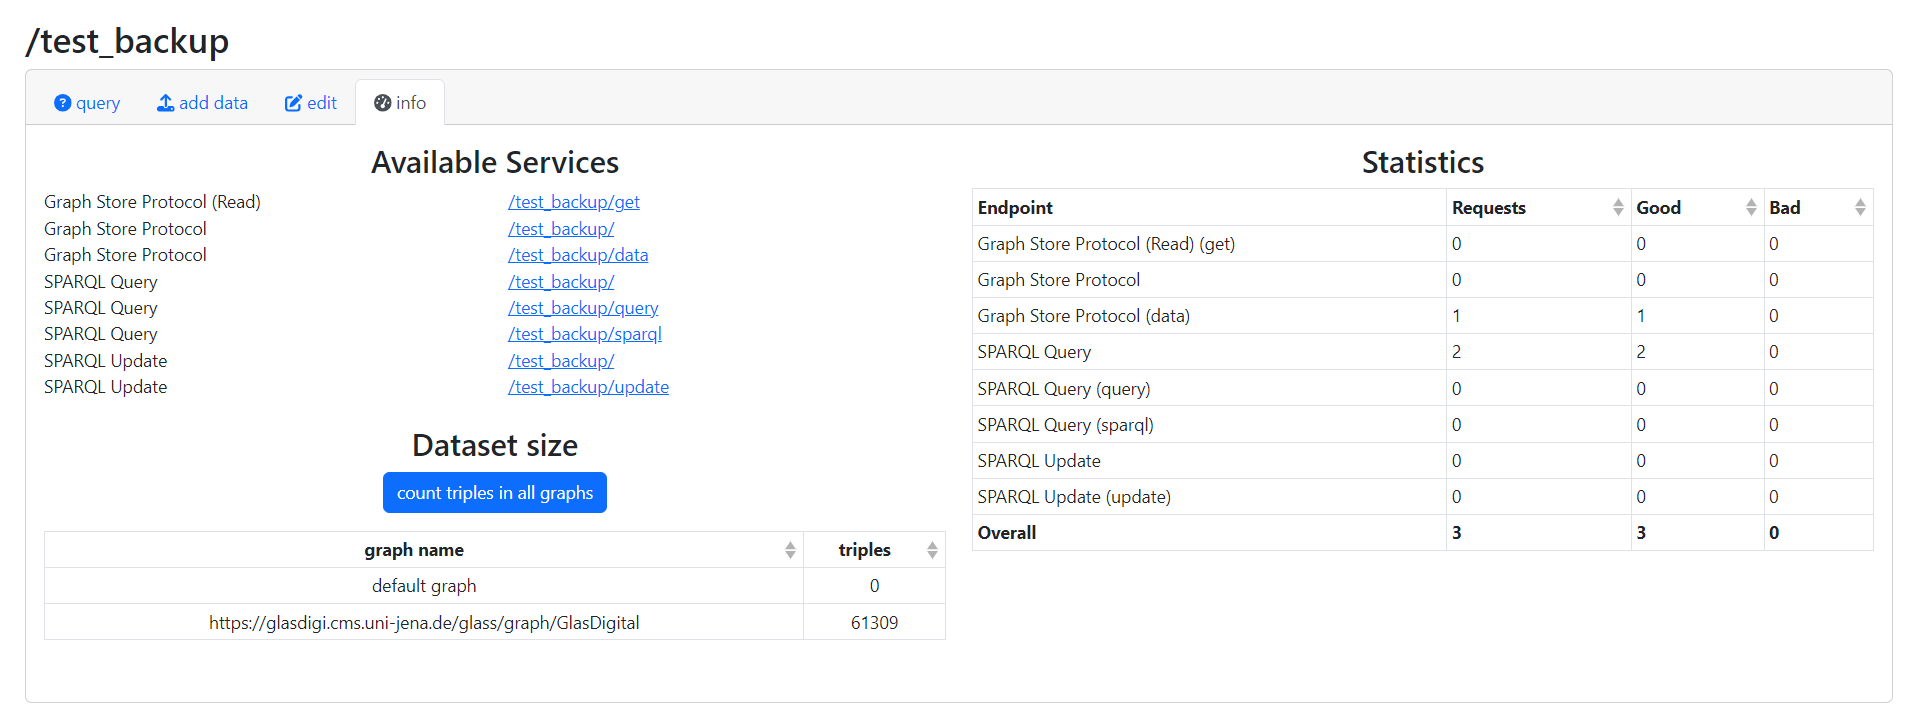 /test_backup
query add data edit info
Available Services
Graph Store Protocol (Read) /test_backup/get
Graph Store Protocol /test_backup/
Graph Store Protocol /test_backup/data
SPARQL Query /test_backup/
SPARQL Query /test_backup/query
SPARQL Query /test_backup/sparql
SPARQL Update /test_backup/
SPARQL Update /test_backup/update
Dataset size
count triples in all graphs
graph name triples
default graph 0
https://glasdigi.cms.uni-jena.de/glass/graph/GlasDigital 61309
Statistics
Endpoint Requests Good Bad
Graph Store Protocol (Read) (get) 0 0 0
Graph Store Protocol 0 0 0
Graph Store Protocol (data) 1 1 0
SPARQL Query 2 2 0
SPARQL Query (query) 0 0 0
SPARQL Query (sparql) 0 0 0
SPARQL Update 0 0 0
SPARQL Update (update) 0 0 0
Overall 3 3 0